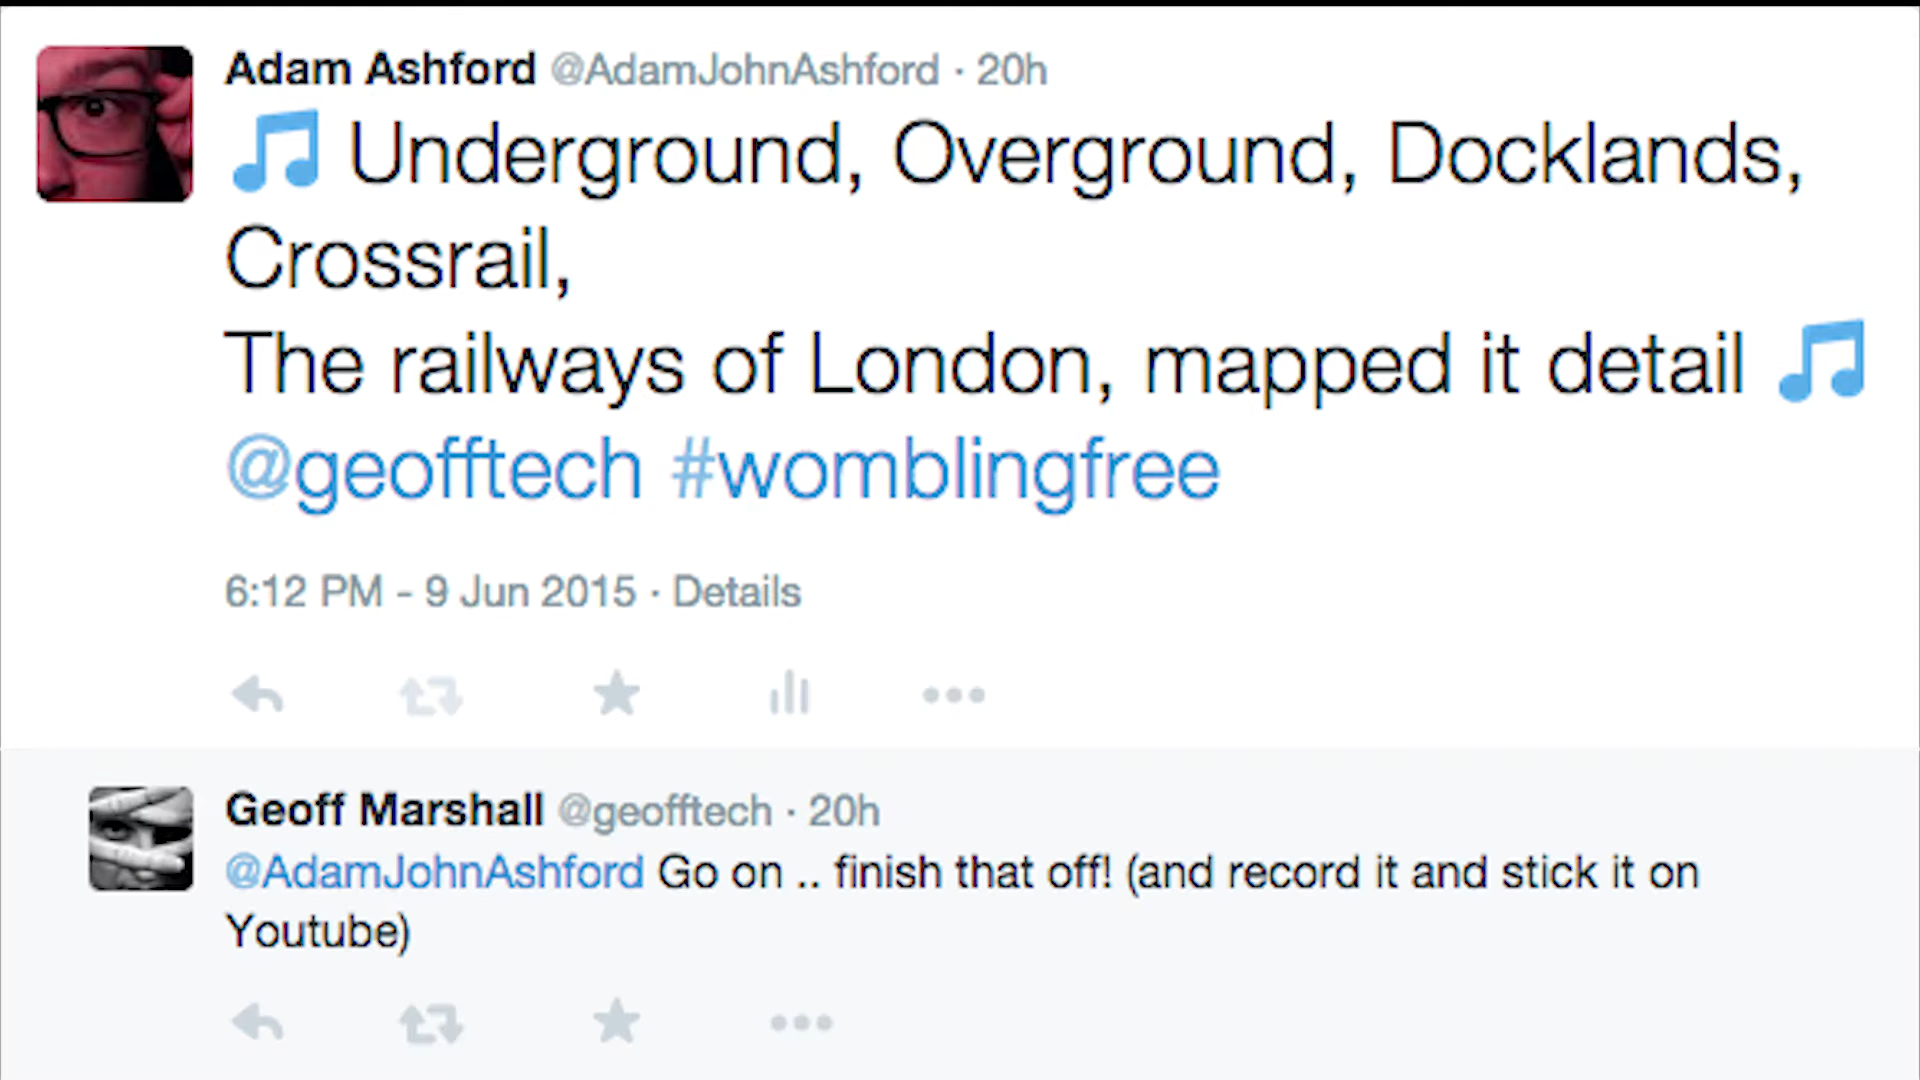 Adam Ashford @AdamJohnAshford · 20h
🎵 Underground, Overground, Docklands,
Crossrail,
The railways of London, mapped it detail 🎵
@geofftech #womblingfree
6:12 PM - 9 Jun 2015 · Details
Geoff Marshall @geofftech · 20h
@AdamJohnAshford Go on .. finish that off! (and record it and stick it on
Youtube)